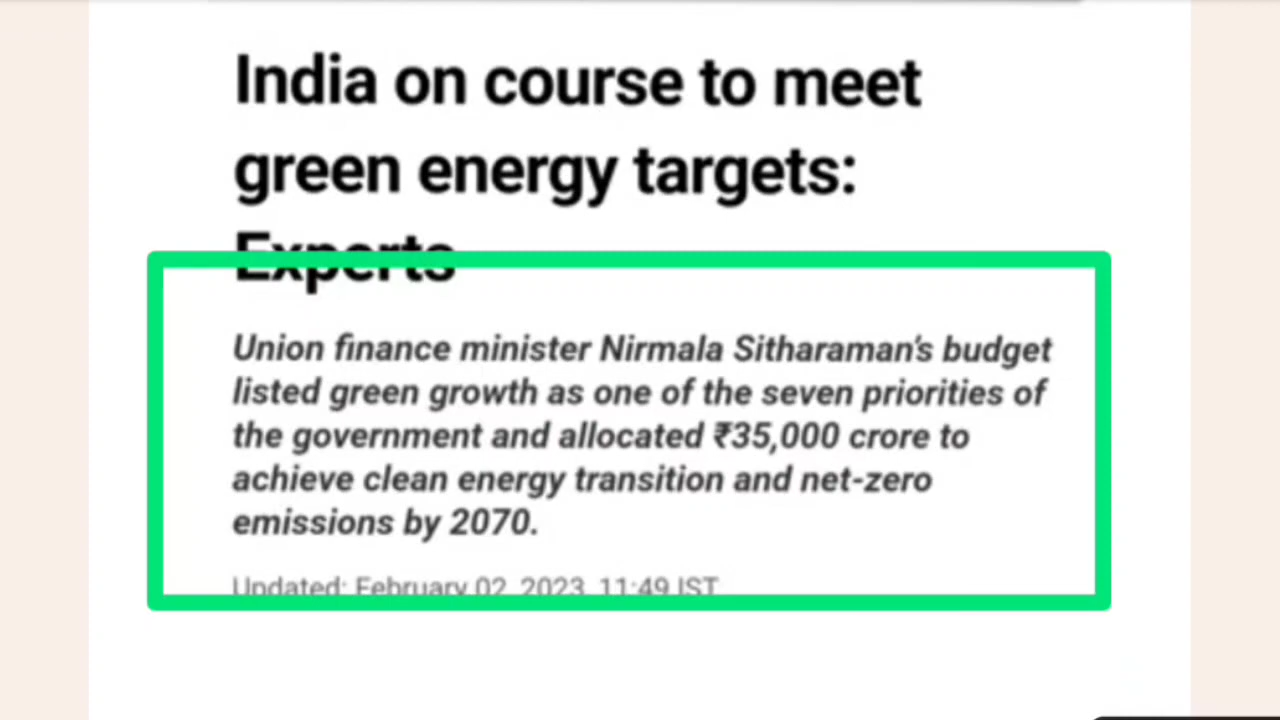 India on course to meet
green energy targets:
Experts
Union finance minister Nirmala Sitharaman's budget
listed green growth as one of the seven priorities of
the government and allocated ₹35,000 crore to
achieve clean energy transition and net-zero
emissions by 2070.
Updated: February 02, 2023, 11:49 IST